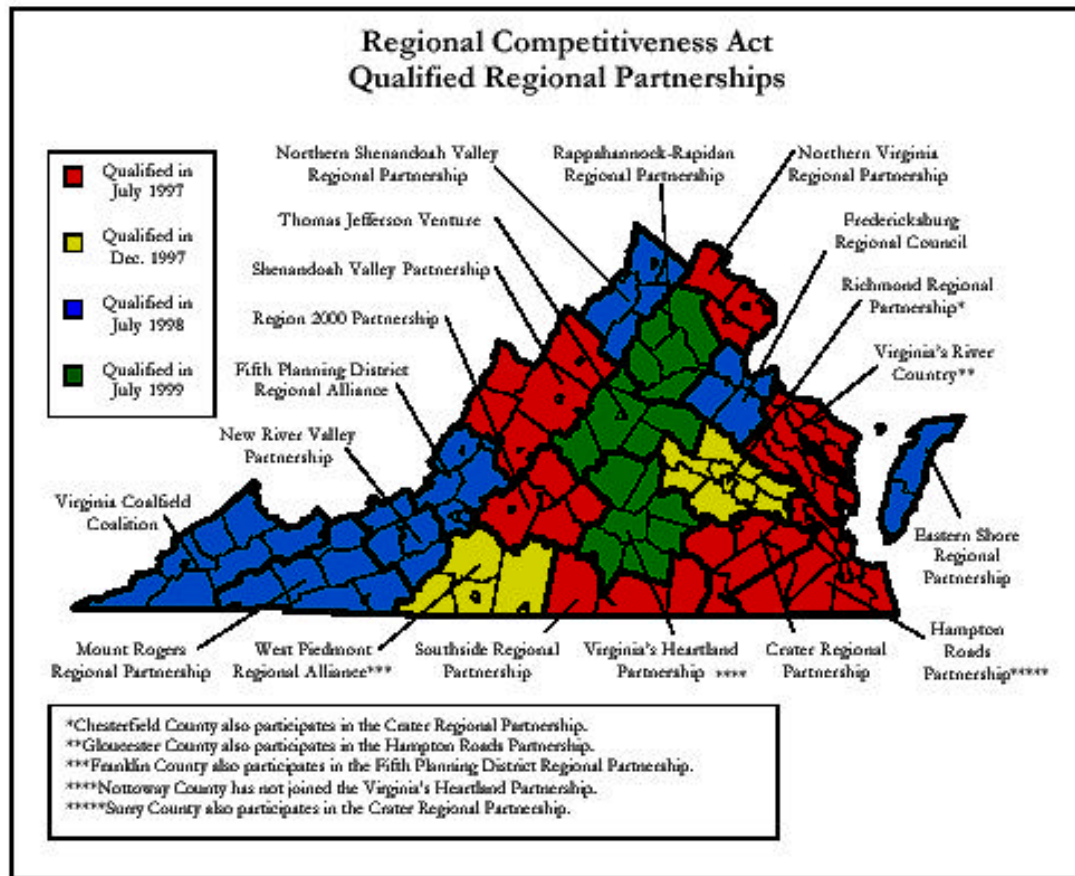 Regional Competitiveness Act
Qualified Regional Partnerships
Qualified in
July 1997
Qualified in
Dec. 1997
Qualified in
July 1998
Qualified in
July 1999
Northern Shenandoah Valley
Regional Partnership
Rappahannock-Rapidan
Regional Partnership
Northern Virginia
Regional Partnership
Thomas Jefferson Venture
Fredericksburg
Regional Council
Shenandoah Valley Partnership
Richmond Regional
Partnership*
Region 2000 Partnership
Virginia's River
Country**
Fifth Planning District
Regional Alliance
New River Valley
Partnership
Virginia Coalfield
Coalition
Eastern Shore
Regional
Partnership
Mount Rogers
Regional Partnership
West Piedmont
Regional Alliance***
Southside Regional
Partnership
Virginia's Heartland
Partnership ****
Crater Regional
Partnership
Hampton
Roads
Partnership*****
*Chesterfield County also participates in the Crater Regional Partnership.
**Gloucester County also participates in the Hampton Roads Partnership.
***Franklin County also participates in the Fifth Planning District Regional Partnership.
****Nottoway County has not joined the Virginia's Heartland Partnership.
*****Surry County also participates in the Crater Regional Partnership.